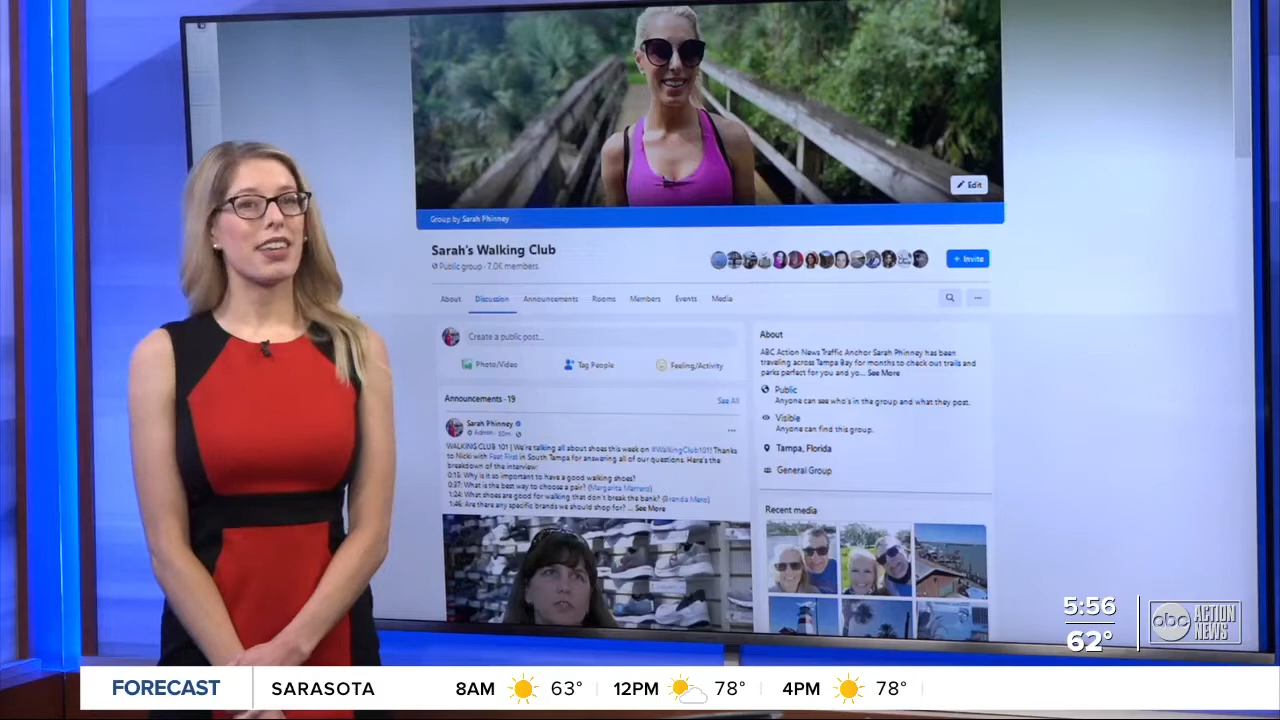 Edit
Group by Sarah Phinney
Sarah's Walking Club
Public group · 7.0K members
+ Invite
About
Discussion
Announcements
Rooms
Members
Events
Media
Create a public post...
Photo/Video
Tag People
Feeling/Activity
Announcements · 19
See All
Sarah Phinney
Admin · 50m
WALKING CLUB 101 | We're talking all about shoes this week on #WalkingClub101! Thanks
to Nicki with Feet First in South Tampa for answering all of our questions. Here's the
breakdown of the interview:
0:15: Why is it so important to have a good walking shoes?
0:37: What is the best way to choose a pair? (Margarita Marrero)
1:24: What shoes are good for walking that don't break the bank? (Brenda Mero)
1:46: Are there any specific brands we should shop for? ... See More
About
ABC Action News Traffic Anchor Sarah Phinney has been
traveling across Tampa Bay for months to check out trails and
parks perfect for you and yo... See More
Public
Anyone can see who's in the group and what they post.
Visible
Anyone can find this group.
Tampa, Florida
General Group
Recent media
5:56
62°
abc ACTION NEWS
FORECAST
SARASOTA
8AM 63°
12PM 78°
4PM 78°